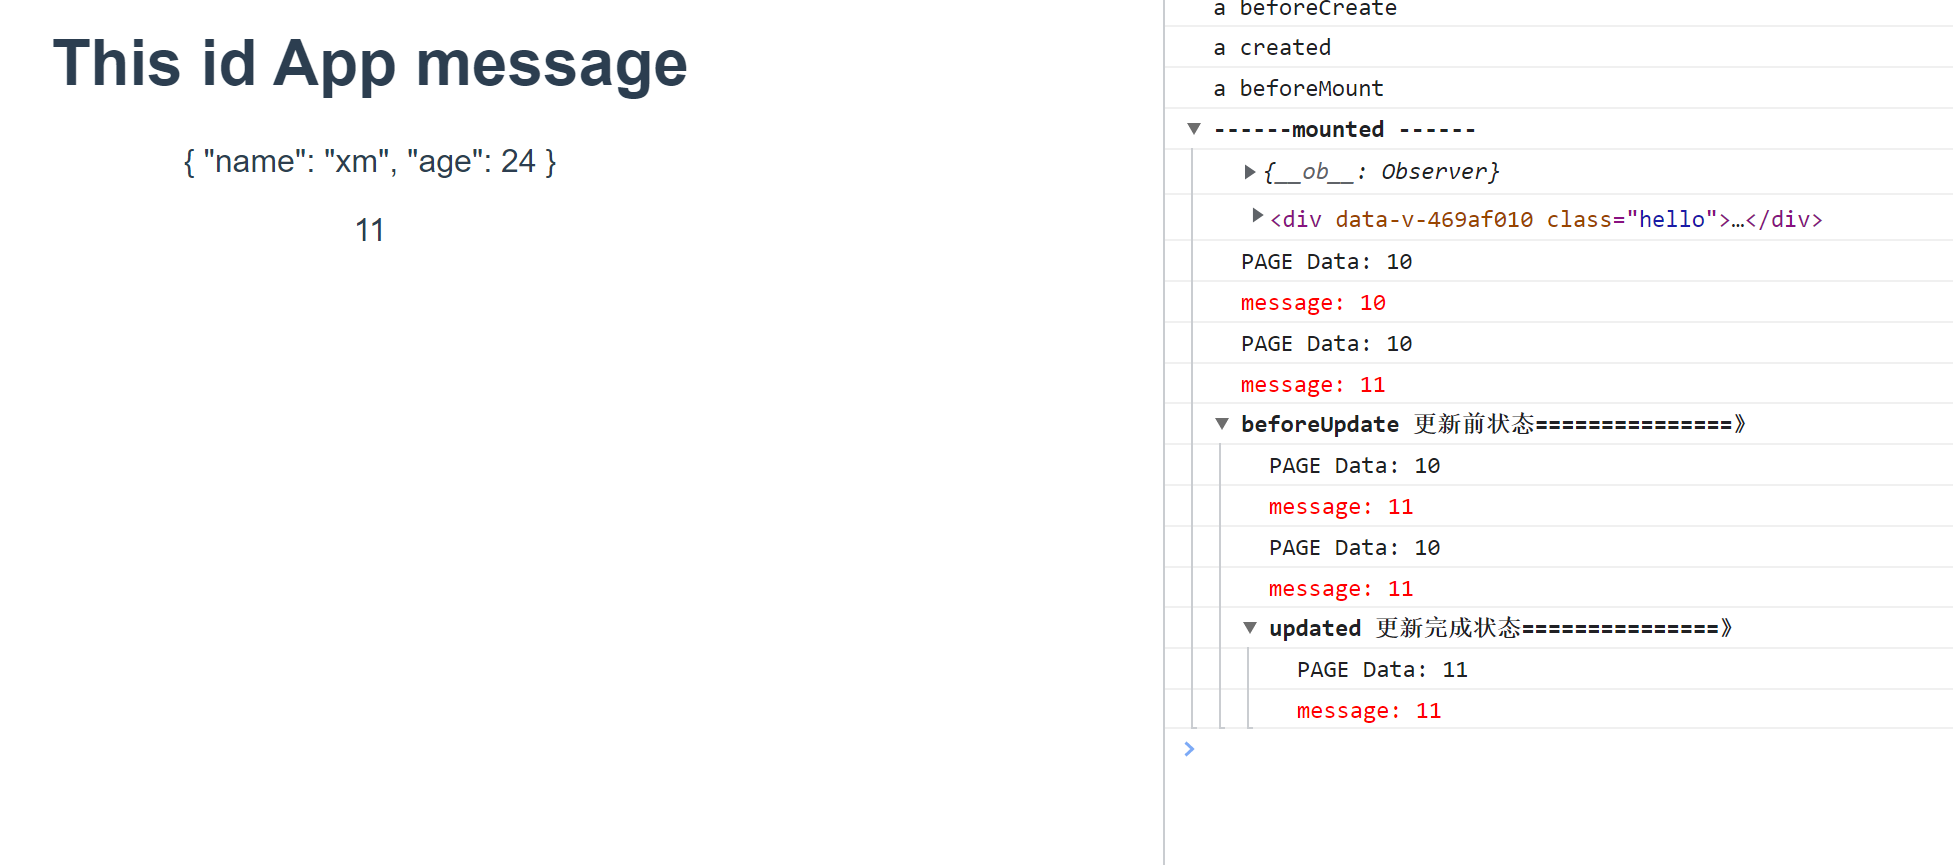 This id App message
{ "name": "xm", "age": 24 }
11
a beforeCreate
a created
a beforeMount
------mounted ------
{__ob__: Observer}
<div data-v-469af010 class="hello">…</div>
PAGE Data: 10
message: 10
PAGE Data: 10
message: 11
beforeUpdate 更新前状态===============》
PAGE Data: 10
message: 11
PAGE Data: 10
message: 11
updated 更新完成状态===============》
PAGE Data: 11
message: 11